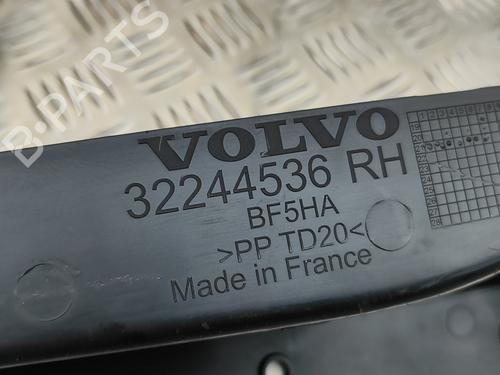 B-PARTS
VOLVO
32244536 RH
BF5HA
>PP TD20<
Made in France